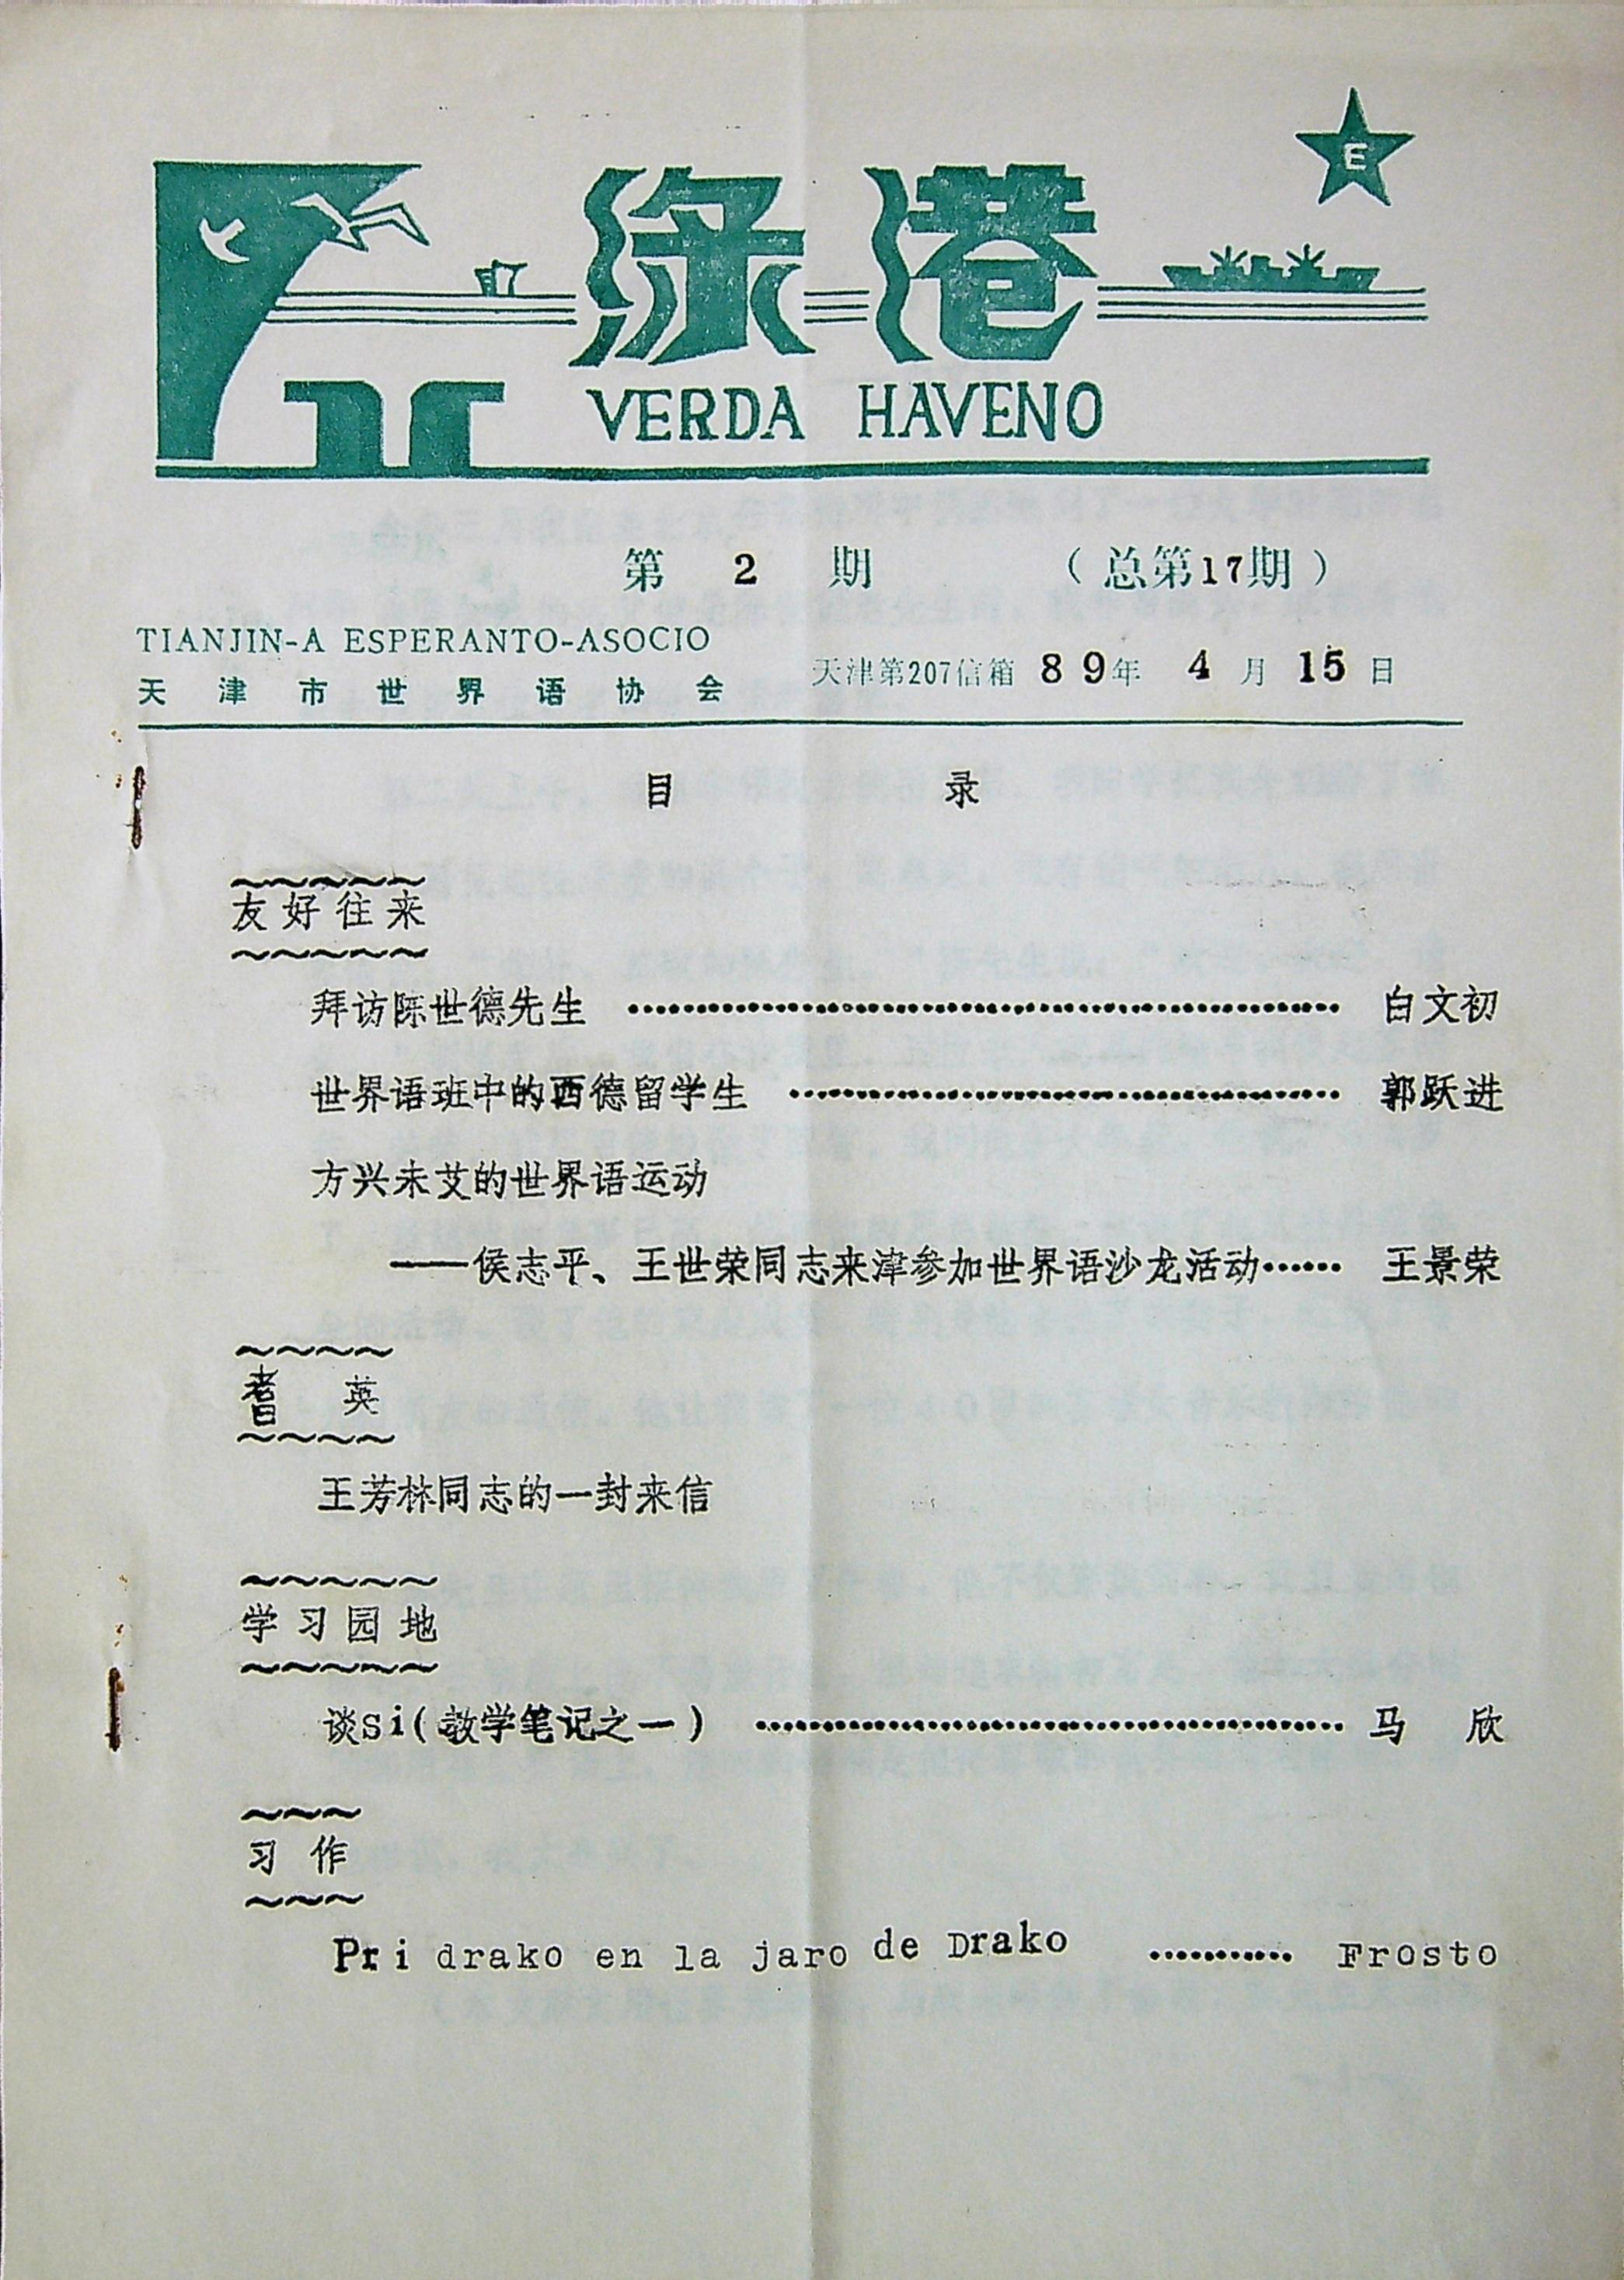 E
绿港
VERDA HAVENO
第 2 期 (总第17期)
TIANJIN-A ESPERANTO-ASOCIO
天津市世界语协会
天津第207信箱 89年 4月 15日
目 录
友好往来
拜访陈世德先生 …… 白文初
世界语班中的西德留学生 …… 郭跃进
方兴未艾的世界语运动
——侯志平、王世荣同志来津参加世界语沙龙活动…… 王景荣
耆 英
王芳林同志的一封来信
学习园地
谈si(教学笔记之一) …… 马 欣
习作
Pri drako en la jaro de Drako …… Frosto